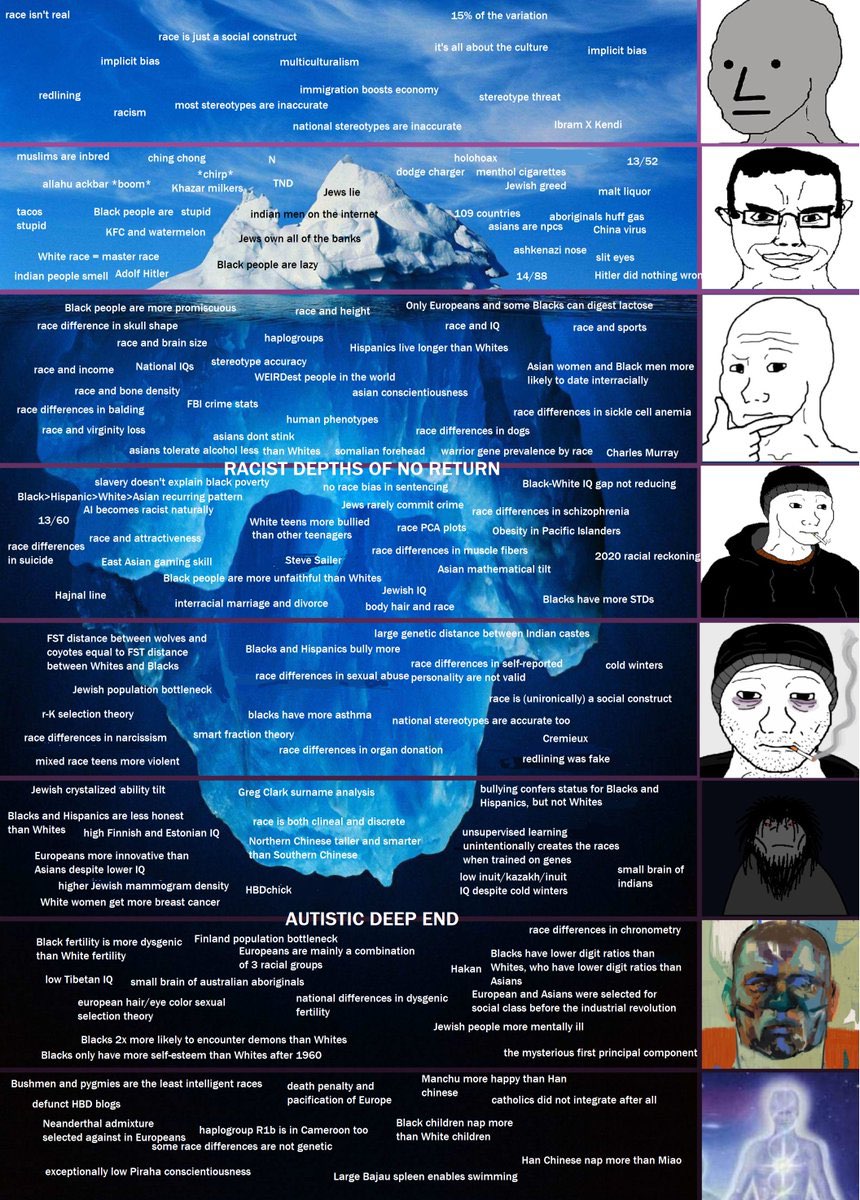 race isn't real
15% of the variation
race is just a social construct
it's all about the culture
implicit bias
implicit bias
multiculturalism
redlining
immigration boosts economy
stereotype threat
most stereotypes are inaccurate
racism
national stereotypes are inaccurate
Ibram X Kendi
muslims are inbred
ching chong
N
holohoax
13/52
*chirp*
dodge charger
menthol cigarettes
allahu ackbar *boom*
Khazar milkers
TND
Jews lie
Jewish greed
malt liquor
tacos
stupid
Black people are stupid
indian men on the internet
109 countries
aboriginals huff gas
KFC and watermelon
asians are npcs
China virus
Jews own all of the banks
ashkenazi nose
slit eyes
White race = master race
Black people are lazy
indian people smell
Adolf Hitler
14/88
Hitler did nothing wron
Black people are more promiscuous
race and height
Only Europeans and some Blacks can digest lactose
race difference in skull shape
race and IQ
race and sports
race and brain size
haplogroups
Hispanics live longer than Whites
race and income
National IQs
stereotype accuracy
WEIRDest people in the world
Asian women and Black men more
likely to date interracially
race and bone density
asian conscientiousness
race differences in balding
FBI crime stats
human phenotypes
race differences in sickle cell anemia
race and virginity loss
asians dont stink
race differences in dogs
asians tolerate alcohol less than Whites
somalian forehead
warrior gene prevalence by race
Charles Murray
RACIST DEPTHS OF NO RETURN
slavery doesn't explain black poverty
no race bias in sentencing
Black-White IQ gap not reducing
Black>Hispanic>White>Asian recurring pattern
AI becomes racist naturally
Jews rarely commit crime
race differences in schizophrenia
13/60
White teens more bullied
than other teenagers
race PCA plots
Obesity in Pacific Islanders
race and attractiveness
race differences
in suicide
East Asian gaming skill
Steve Sailer
race differences in muscle fibers
2020 racial reckoning
Asian mathematical tilt
Black people are more unfaithful than Whites
Hajnal line
interracial marriage and divorce
Jewish IQ
body hair and race
Blacks have more STDs
FST distance between wolves and
coyotes equal to FST distance
between Whites and Blacks
large genetic distance between Indian castes
Blacks and Hispanics bully more
race differences in self-reported
personality are not valid
cold winters
race differences in sexual abuse
Jewish population bottleneck
race is (unironically) a social construct
r-K selection theory
blacks have more asthma
national stereotypes are accurate too
race differences in narcissism
smart fraction theory
Cremieux
race differences in organ donation
redlining was fake
mixed race teens more violent
Jewish crystalized ability tilt
Greg Clark surname analysis
bullying confers status for Blacks and
Hispanics, but not Whites
Blacks and Hispanics are less honest
than Whites
high Finnish and Estonian IQ
race is both clineal and discrete
Northern Chinese taller and smarter
than Southern Chinese
unsupervised learning
unintentionally creates the races
when trained on genes
Europeans more innovative than
Asians despite lower IQ
low inuit/kazakh/inuit
IQ despite cold winters
small brain of
indians
higher Jewish mammogram density
HBDchick
White women get more breast cancer
AUTISTIC DEEP END
race differences in chronometry
Black fertility is more dysgenic
than White fertility
Finland population bottleneck
Europeans are mainly a combination
of 3 racial groups
Hakan
Blacks have lower digit ratios than
Whites, who have lower digit ratios than
Asians
low Tibetan IQ
small brain of australian aboriginals
european hair/eye color sexual
selection theory
national differences in dysgenic
fertility
European and Asians were selected for
social class before the industrial revolution
Jewish people more mentally ill
Blacks 2x more likely to encounter demons than Whites
Blacks only have more self-esteem than Whites after 1960
the mysterious first principal component
Bushmen and pygmies are the least intelligent races
death penalty and
pacification of Europe
Manchu more happy than Han
chinese
defunct HBD blogs
catholics did not integrate after all
Neanderthal admixture
selected against in Europeans
haplogroup R1b is in Cameroon too
Black children nap more
than White children
some race differences are not genetic
Han Chinese nap more than Miao
exceptionally low Piraha conscientiousness
Large Bajau spleen enables swimming